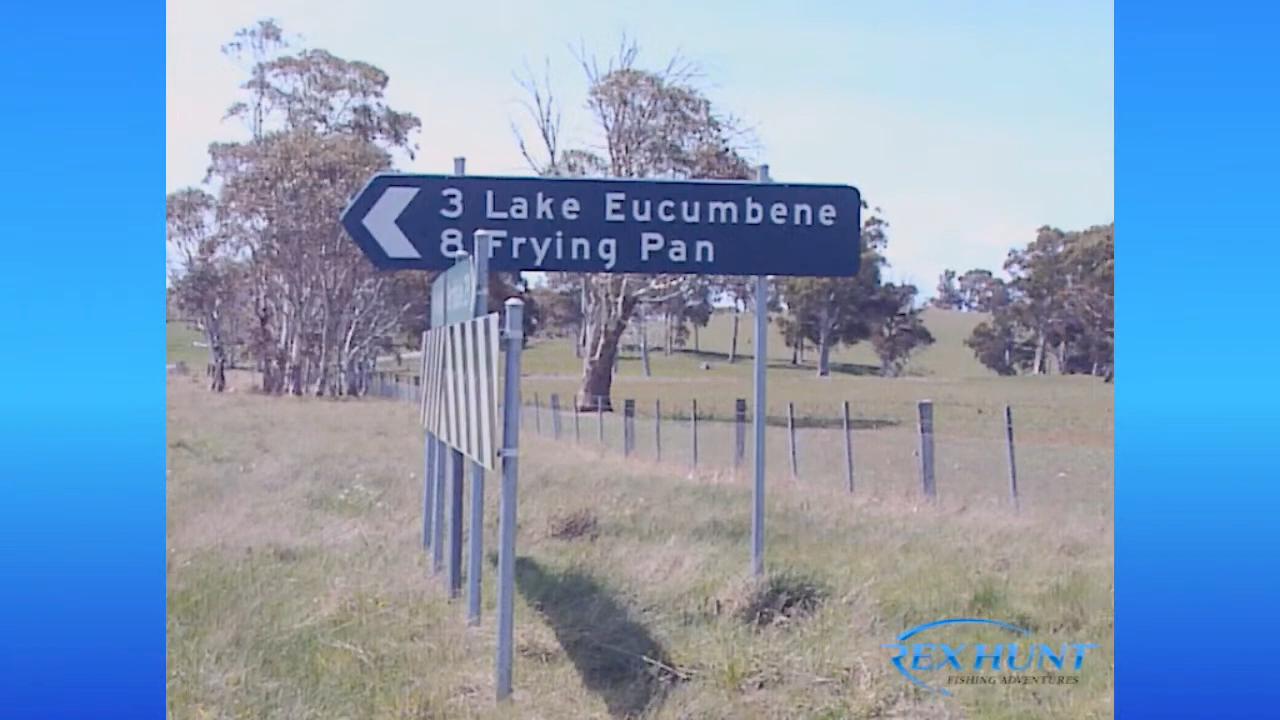 3 Lake Eucumbene
8 Frying Pan
REX HUNT
FISHING ADVENTURES